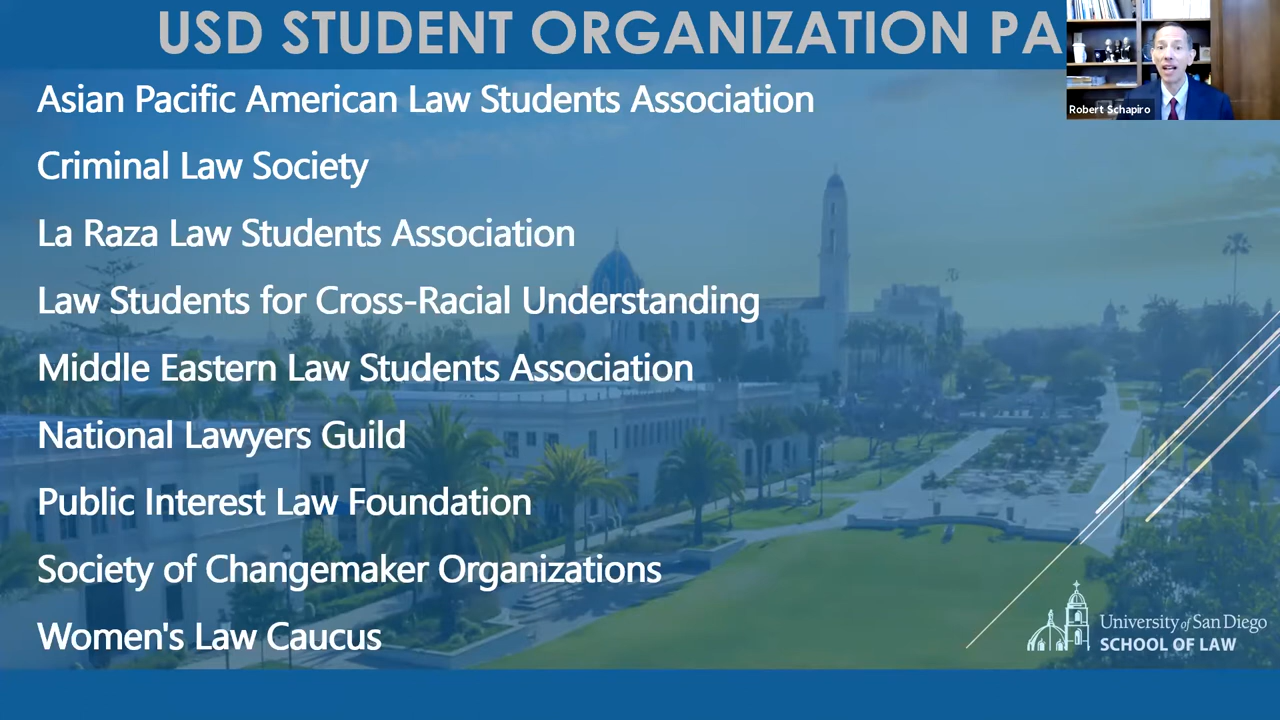 USD STUDENT ORGANIZATION PA
Robert Schapiro
Asian Pacific American Law Students Association
Criminal Law Society
La Raza Law Students Association
Law Students for Cross-Racial Understanding
Middle Eastern Law Students Association
National Lawyers Guild
Public Interest Law Foundation
Society of Changemaker Organizations
Women's Law Caucus
University of San Diego
SCHOOL OF LAW